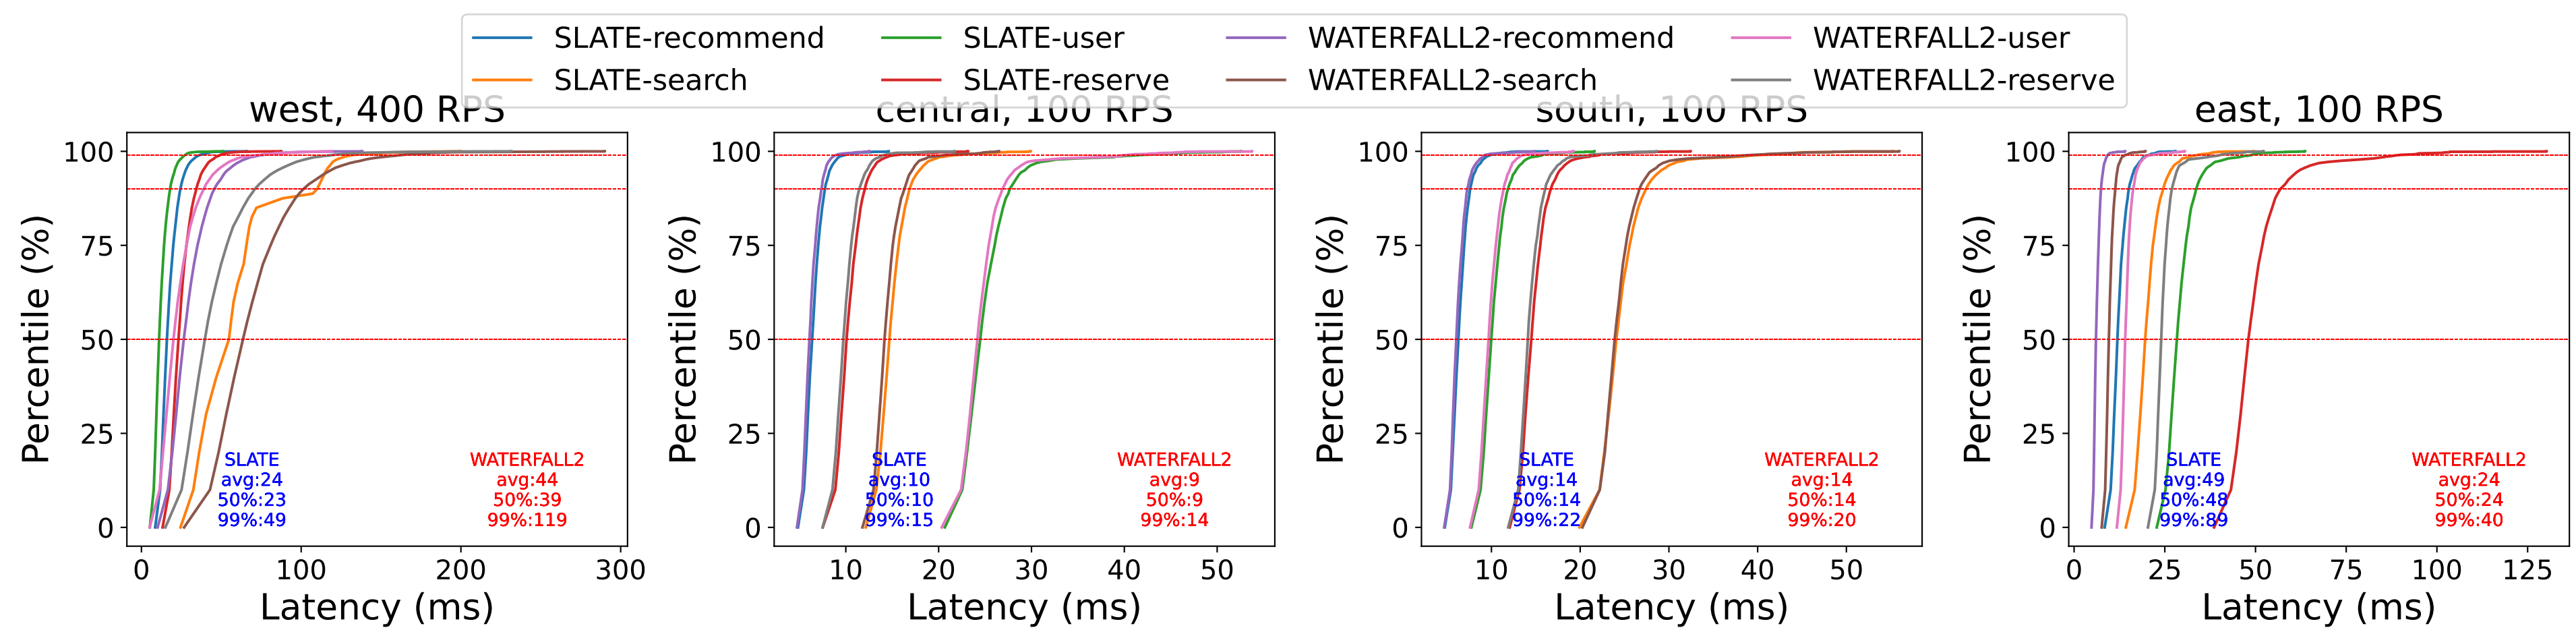 SLATE-recommend SLATE-user WATERFALL2-recommend WATERFALL2-user
SLATE-search SLATE-reserve WATERFALL2-search WATERFALL2-reserve
west, 400 RPS
Percentile (%)
100
75
50
25
0
SLATE
avg:24
50%:23
99%:49
WATERFALL2
avg:44
50%:39
99%:119
0 100 200 300
Latency (ms)
central, 100 RPS
Percentile (%)
100
75
50
25
0
SLATE
avg:10
50%:10
99%:15
WATERFALL2
avg:9
50%:9
99%:14
10 20 30 40 50
Latency (ms)
south, 100 RPS
Percentile (%)
100
75
50
25
0
SLATE
avg:14
50%:14
99%:22
WATERFALL2
avg:14
50%:14
99%:20
10 20 30 40 50
Latency (ms)
east, 100 RPS
Percentile (%)
100
75
50
25
0
SLATE
avg:49
50%:48
99%:89
WATERFALL2
avg:24
50%:24
99%:40
0 25 50 75 100 125
Latency (ms)